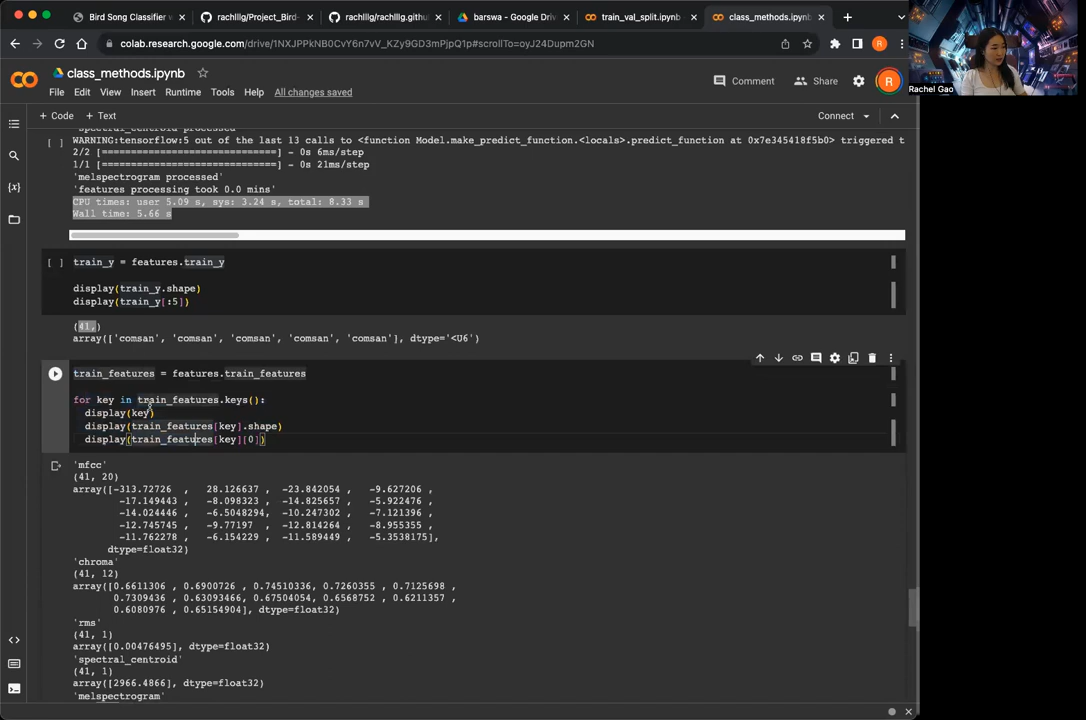 Bird Song Classifier w
rachlllg/Project_Bird-
rachlllg/rachlllg.github
barswa - Google Driv
train_val_split.ipynb
class_methods.ipynb
colab.research.google.com/drive/1NXJPPkNB0CvY6n7vV_KZy9GD3mPjpQ1p#scrollTo=oyJ24Dupm2GN
R
Rachel Gao
class_methods.ipynb
Comment
Share
R
File Edit View Insert Runtime Tools Help All changes saved
+ Code + Text
Connect
'spectral_centroid processed'
[ ] WARNING:tensorflow:5 out of the last 13 calls to <function Model.make_predict_function.<locals>.predict_function at 0x7e345418f5b0> triggered t
2/2 [==============================] - 0s 6ms/step
1/1 [==============================] - 0s 21ms/step
'melspectrogram processed'
'features processing took 0.0 mins'
CPU times: user 5.09 s, sys: 3.24 s, total: 8.33 s
Wall time: 5.66 s
[ ] train_y = features.train_y
display(train_y.shape)
display(train_y[:5])
(41,)
array(['comsan', 'comsan', 'comsan', 'comsan', 'comsan'], dtype='<U6')
train_features = features.train_features
for key in train_features.keys():
display(key)
display(train_features[key].shape)
display(train_features[key][0])
'mfcc'
(41, 20)
array([-313.72726 , 28.126637 , -23.842054 , -9.627206 ,
-17.149443 , -8.098323 , -14.825657 , -5.922476 ,
-14.024446 , -6.5048294, -10.247302 , -7.121396 ,
-12.745745 , -9.77197 , -12.814264 , -8.955355 ,
-11.762278 , -6.154229 , -11.589449 , -5.3538175],
dtype=float32)
'chroma'
(41, 12)
array([0.6611306 , 0.6900726 , 0.74510336, 0.7260355 , 0.7125698 ,
0.7309436 , 0.63093466, 0.67504054, 0.6568752 , 0.6211357 ,
0.6080976 , 0.65154904], dtype=float32)
'rms'
(41, 1)
array([0.00476495], dtype=float32)
'spectral_centroid'
(41, 1)
array([2966.4866], dtype=float32)
'melspectrogram'